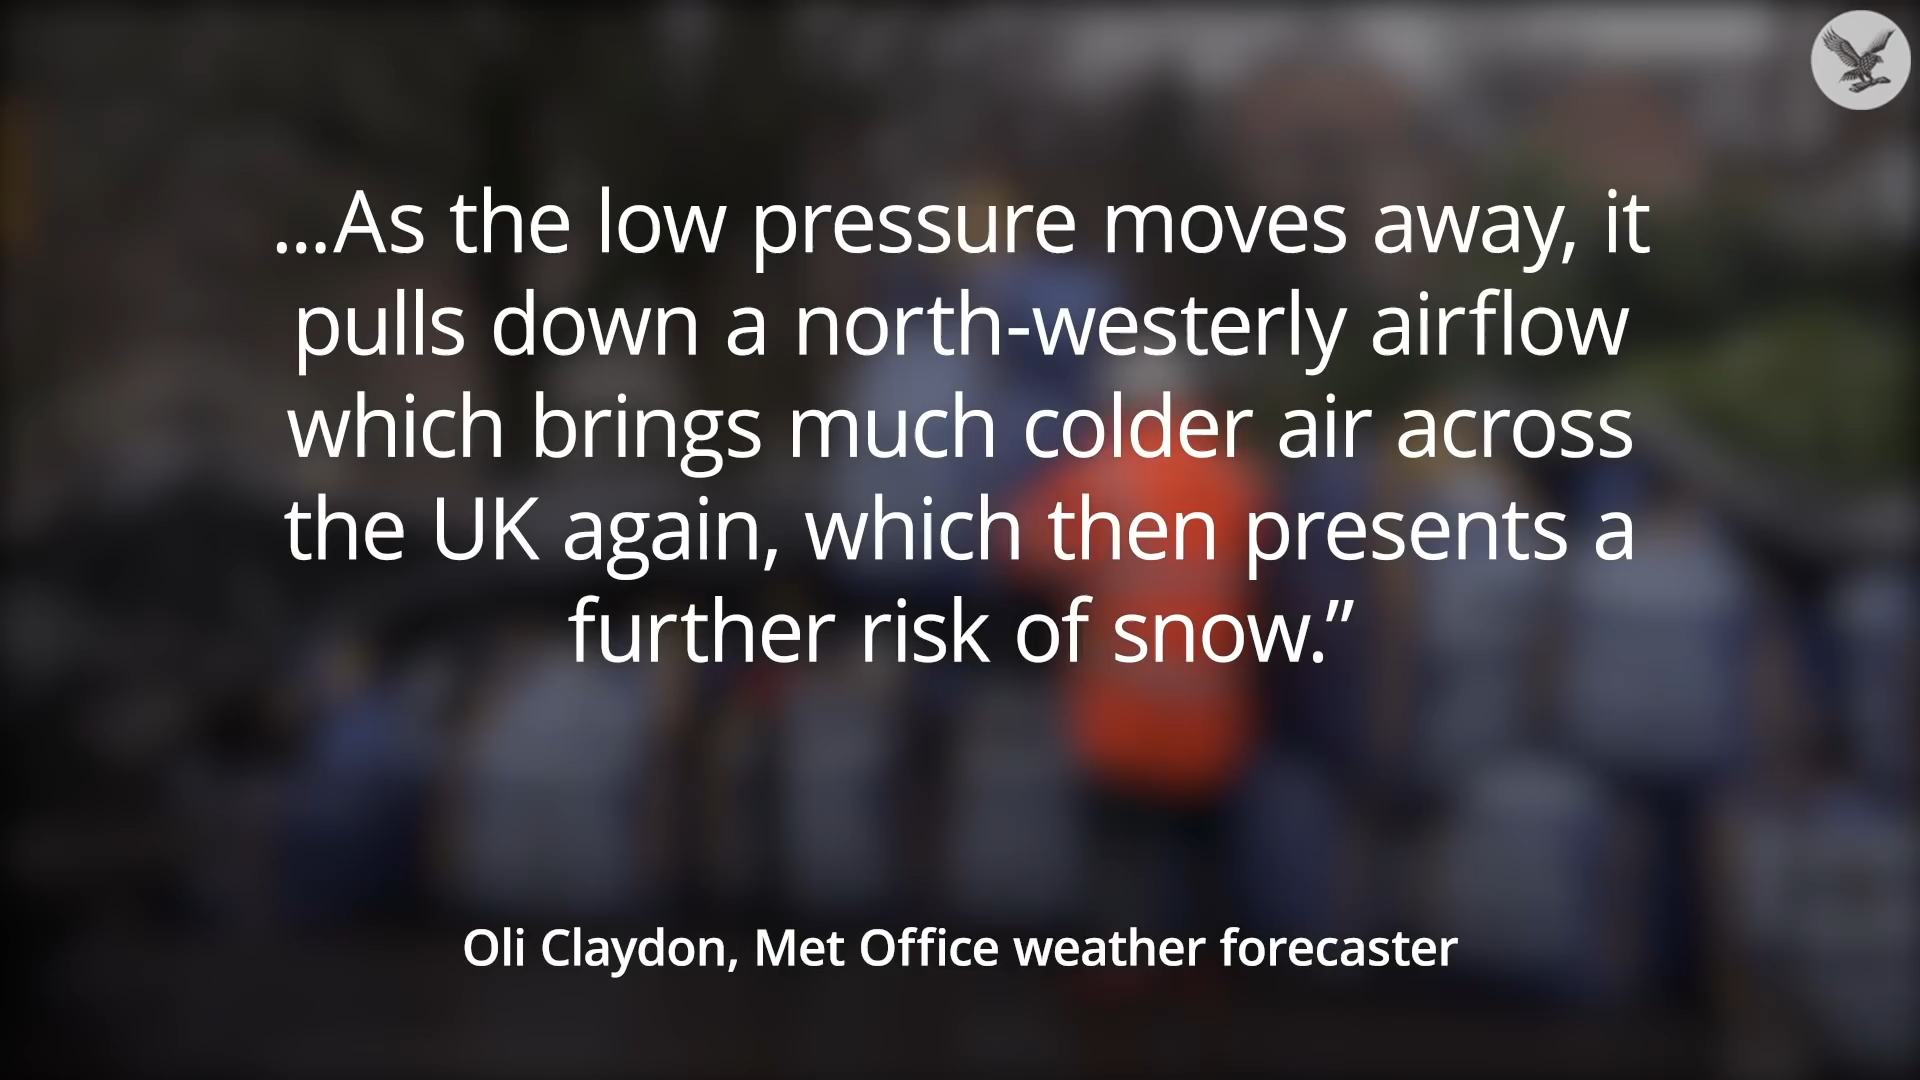 ...As the low pressure moves away, it
pulls down a north-westerly airflow
which brings much colder air across
the UK again, which then presents a
further risk of snow.”
Oli Claydon, Met Office weather forecaster